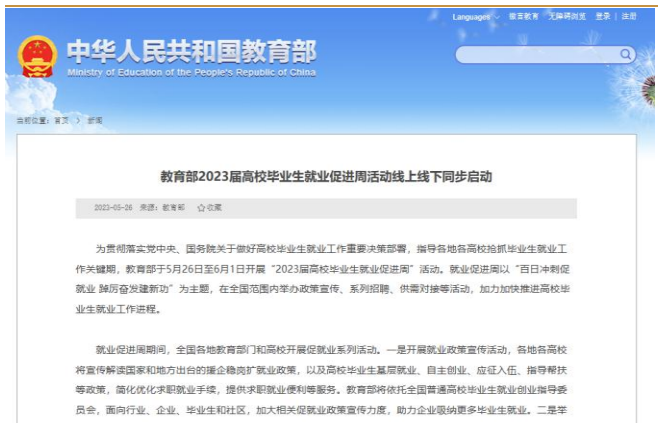 Languages 微言教育 无障碍浏览 登录 | 注册
中华人民共和国教育部
Ministry of Education of the People's Republic of China
当前位置：首页 > 新闻
教育部2023届高校毕业生就业促进周活动线上线下同步启动
2023-05-26 来源：教育部 ☆收藏
为贯彻落实党中央、国务院关于做好高校毕业生就业工作重要决策部署，指导各地各高校抢抓毕业生就业工
作关键期，教育部于5月26日至6月1日开展“2023届高校毕业生就业促进周”活动。就业促进周以“百日冲刺促
就业 踔厉奋发建新功”为主题，在全国范围内举办政策宣传、系列招聘、供需对接等活动，加力加快推进高校毕
业生就业工作进程。
就业促进周期间，全国各地教育部门和高校开展促就业系列活动。一是开展就业政策宣传活动，各地各高校
将宣传解读国家和地方出台的援企稳岗扩就业政策，以及高校毕业生基层就业、自主创业、应征入伍、指导帮扶
等政策，简化优化求职就业手续，提供求职就业便利等服务。教育部将依托全国普通高校毕业生就业创业指导委
员会，面向行业、企业、毕业生和社区，加大相关促就业政策宣传力度，助力企业吸纳更多毕业生就业。二是举